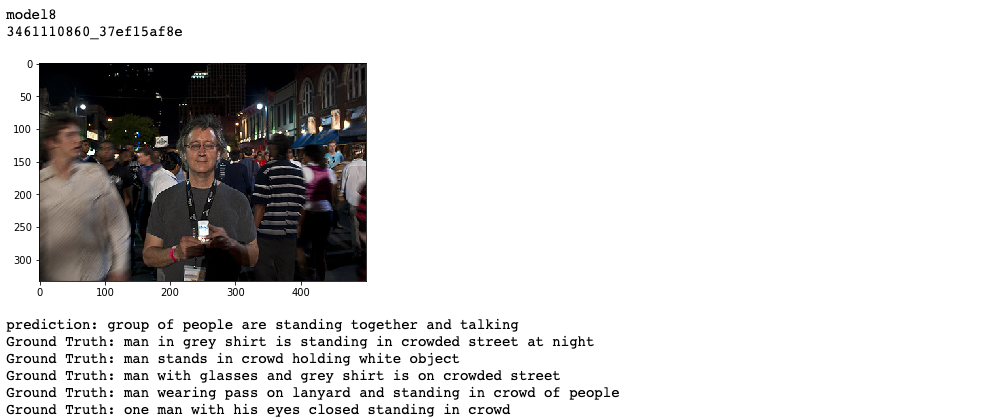 model8
3461110860_37ef15af8e
0
50
100
150
200
250
300
0 100 200 300 400
prediction: group of people are standing together and talking
Ground Truth: man in grey shirt is standing in crowded street at night
Ground Truth: man stands in crowd holding white object
Ground Truth: man with glasses and grey shirt is on crowded street
Ground Truth: man wearing pass on lanyard and standing in crowd of people
Ground Truth: one man with his eyes closed standing in crowd